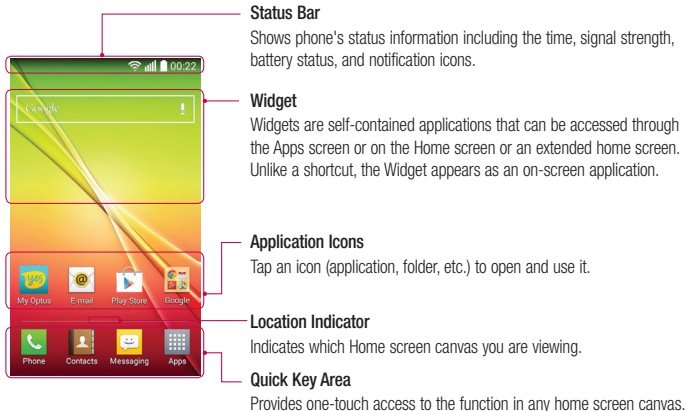 Status Bar
Shows phone's status information including the time, signal strength,
battery status, and notification icons.
00:22
Google
Widget
Widgets are self-contained applications that can be accessed through
the Apps screen or on the Home screen or an extended home screen.
Unlike a shortcut, the Widget appears as an on-screen application.
Application Icons
Tap an icon (application, folder, etc.) to open and use it.
yes
@
My Optus E-mail Play Store Google
Location Indicator
Indicates which Home screen canvas you are viewing.
Phone Contacts Messaging Apps
Quick Key Area
Provides one-touch access to the function in any home screen canvas.